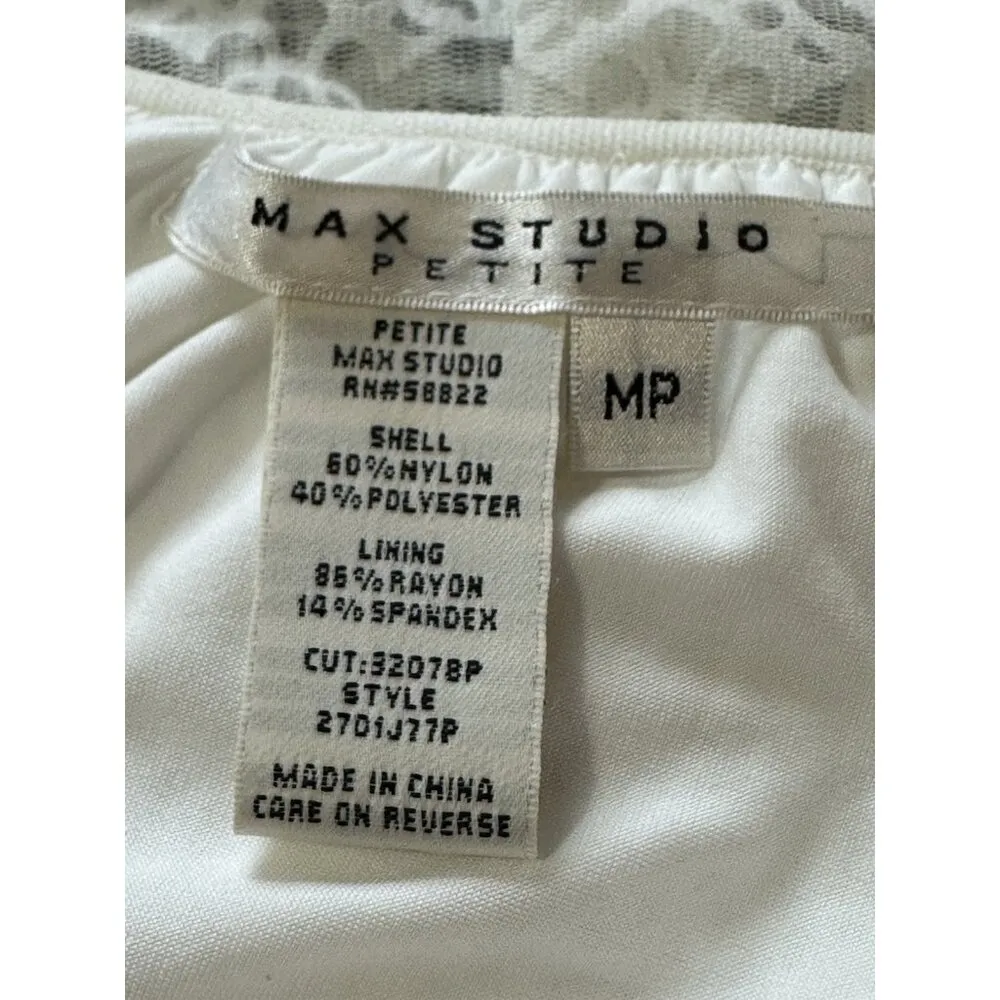 MAX STUDIO
PETITE
PETITE
MAX STUDIO
RN#58822
MP
SHELL
60%NYLON
40%POLYESTER
LINING
86%RAYON
14%SPANDEX
CUT:32078P
STYLE
2701J77P
MADE IN CHINA
CARE ON REVERSE